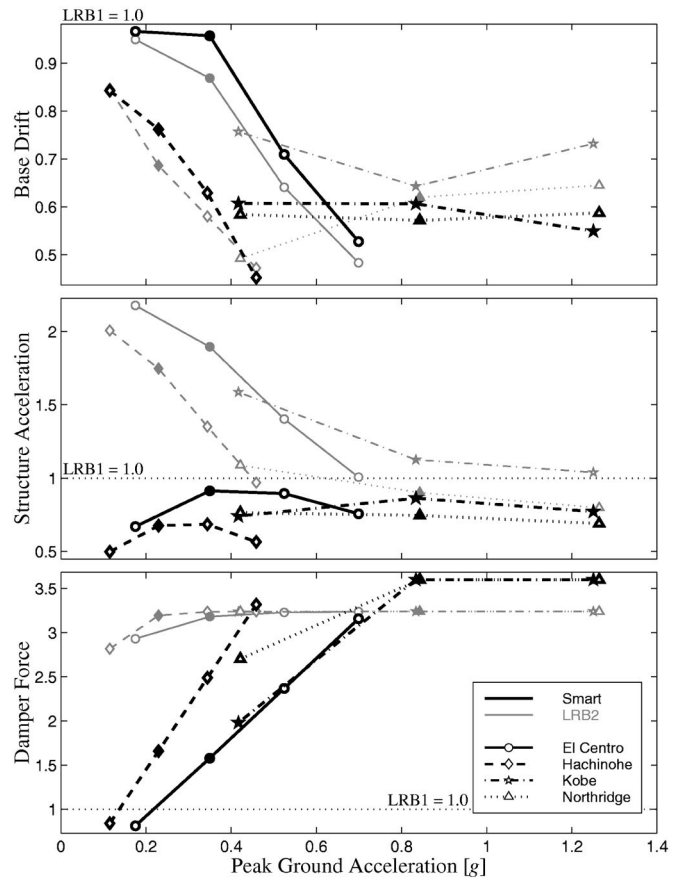 LRB1 = 1.0
0.9
0.8
0.7
0.6
0.5
Base Drift
2
1.5
1
0.5
LRB1 = 1.0
Structure Acceleration
3.5
3
2.5
2
1.5
1
Damper Force
LRB1 = 1.0
Smart
LRB2
El Centro
Hachinohe
Kobe
Northridge
0 0.2 0.4 0.6 0.8 1 1.2 1.4
Peak Ground Acceleration [g]